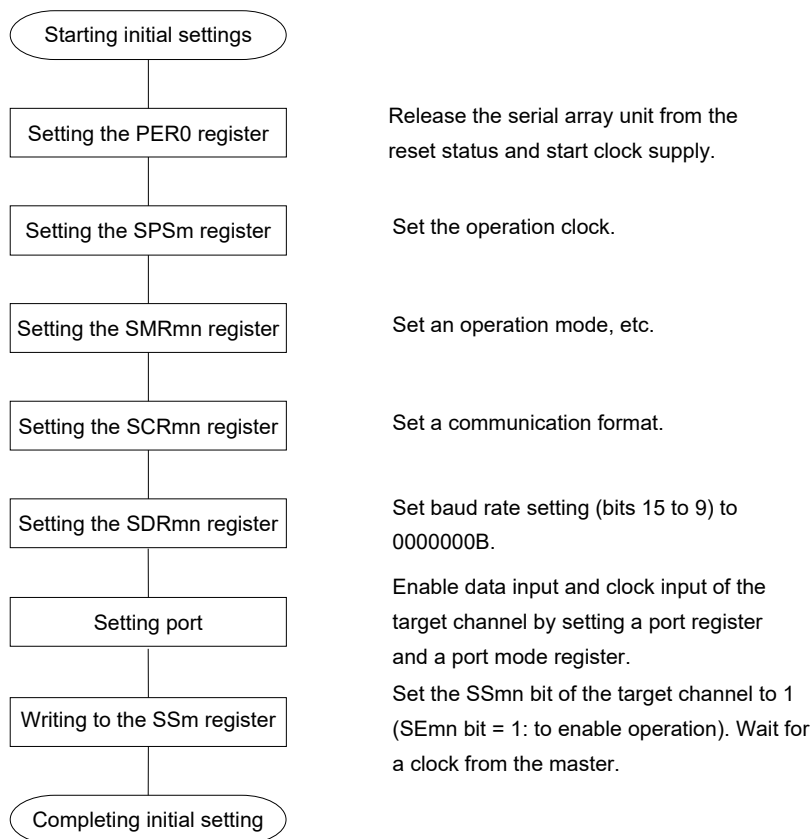 Starting initial settings
Setting the PER0 register
Release the serial array unit from the
reset status and start clock supply.
Setting the SPSm register
Set the operation clock.
Setting the SMRmn register
Set an operation mode, etc.
Setting the SCRmn register
Set a communication format.
Setting the SDRmn register
Set baud rate setting (bits 15 to 9) to
0000000B.
Setting port
Enable data input and clock input of the
target channel by setting a port register
and a port mode register.
Writing to the SSm register
Set the SSmn bit of the target channel to 1
(SEmn bit = 1: to enable operation). Wait for
a clock from the master.
Completing initial setting